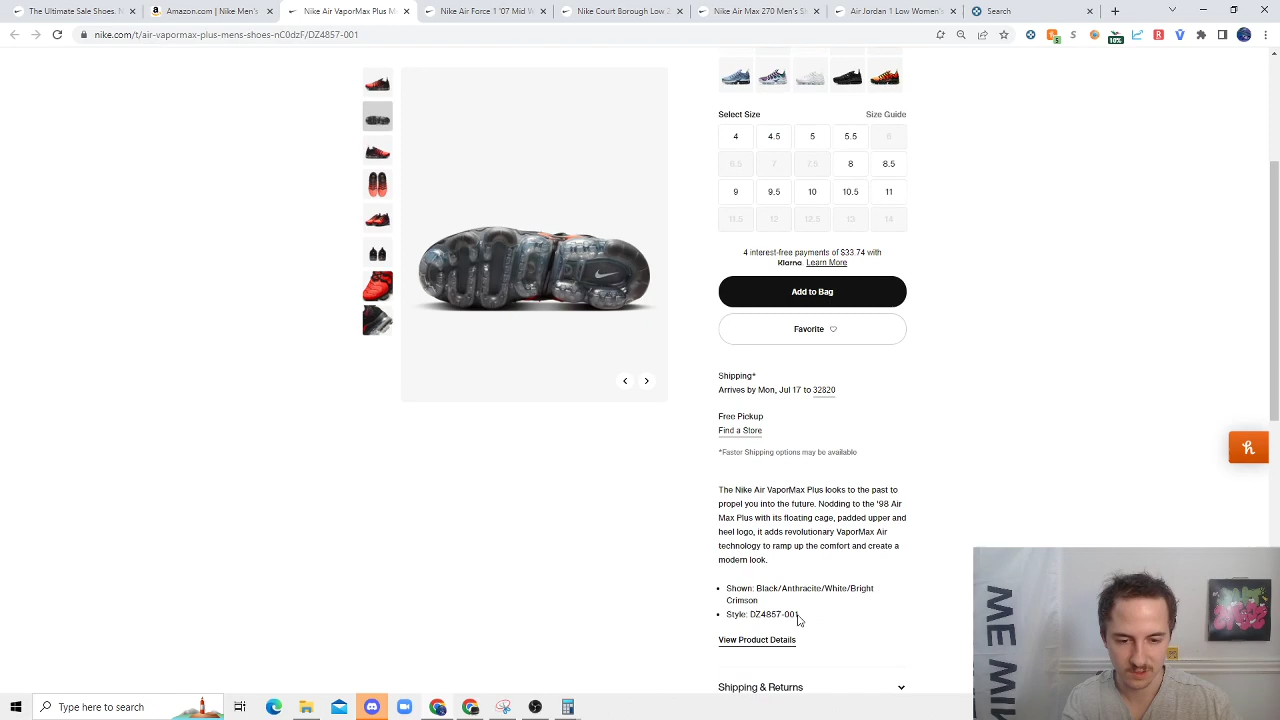 The Ultimate Sale Shoes. N
Amazon.com | Nike Men's
Nike Air VaporMax Plus M
Nike Air Force 1 '07 Mid W
Nike Court Borough Low 2
Nike Air Max 270 Men's Sh
Air Jordan 1 Low Women's
Search
nike.com/t/air-vapormax-plus-mens-shoes-nC0dzF/DZ4857-001
5
10%
Select Size
Size Guide
4 4.5 5 5.5 6
6.5 7 7.5 8 8.5
9 9.5 10 10.5 11
11.5 12 12.5 13 14
4 interest-free payments of $33.74 with
Klarna. Learn More
Add to Bag
Favorite
Shipping*
Arrives by Mon, Jul 17 to 32820
Free Pickup
Find a Store
*Faster Shipping options may be available
The Nike Air VaporMax Plus looks to the past to
propel you into the future. Nodding to the '98 Air
Max Plus with its floating cage, padded upper and
heel logo, it adds revolutionary VaporMax Air
technology to ramp up the comfort and create a
modern look.
Shown: Black/Anthracite/White/Bright
Crimson
Style: DZ4857-001
View Product Details
Shipping & Returns
Type here to search